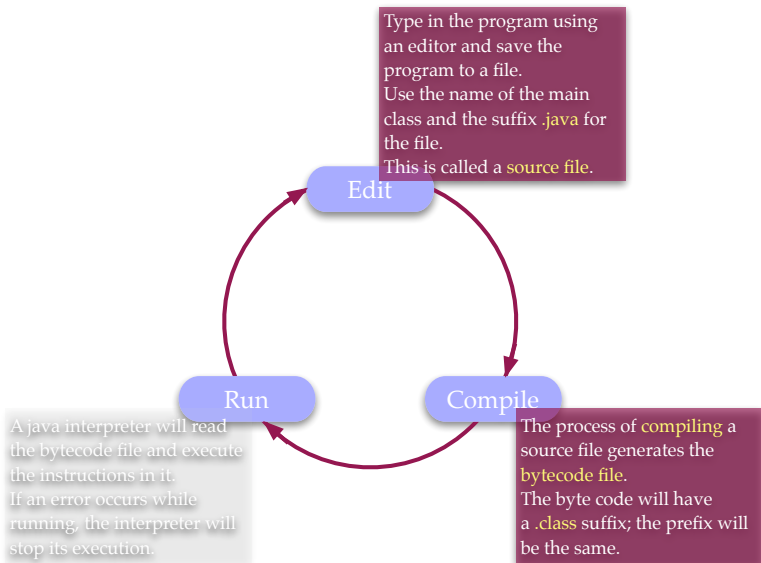 Type in the program using
an editor and save the
program to a file.
Use the name of the main
class and the suffix .java for
the file.
This is called a source file.
Edit
Run
Compile
A java interpreter will read
the bytecode file and execute
the instructions in it.
If an error occurs while
running, the interpreter will
stop its execution.
The process of compiling a
source file generates the
bytecode file.
The byte code will have
a .class suffix; the prefix will
be the same.